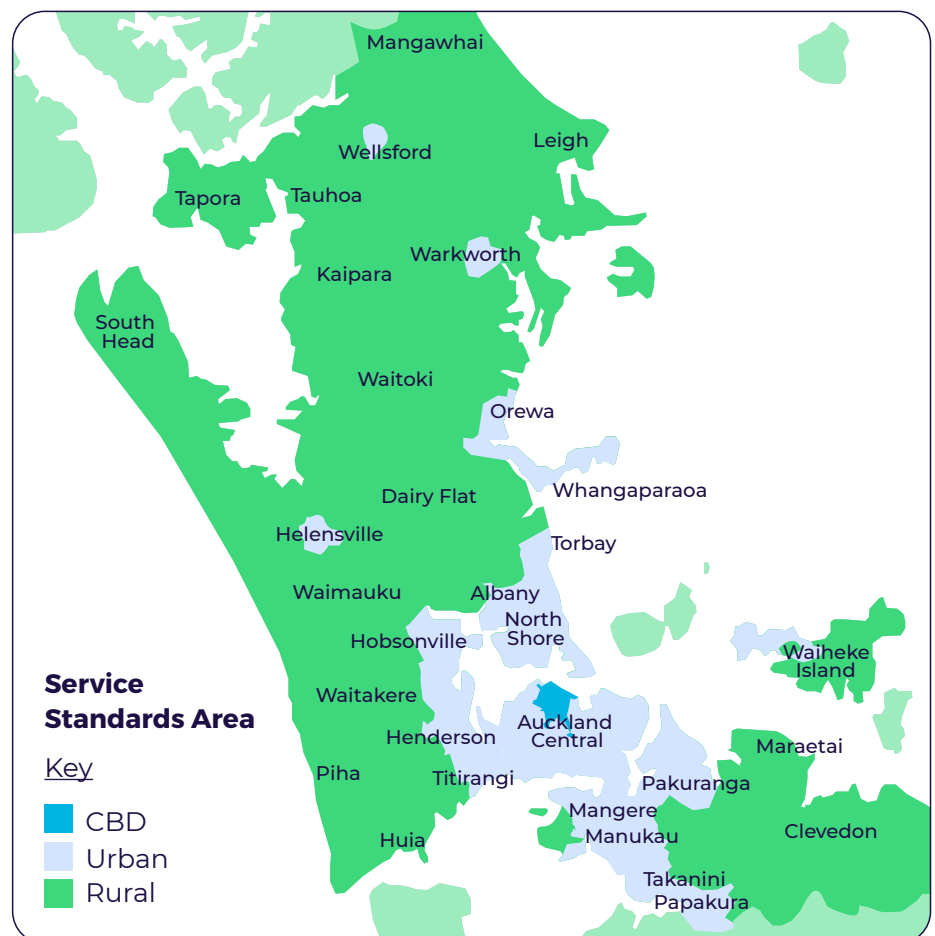 Mangawhai
Leigh
Wellsford
Tapora
Tauhoa
Warkworth
Kaipara
South
Head
Waitoki
Orewa
Whangaparaoa
Dairy Flat
Helensville
Torbay
Waimauku
Albany
North
Shore
Hobsonville
Waiheke
Island
Service
Standards Area
Key
CBD
Urban
Rural
Waitakere
Auckland
Central
Henderson
Maraetai
Piha
Titirangi
Pakuranga
Mangere
Manukau
Clevedon
Huia
Takanini
Papakura